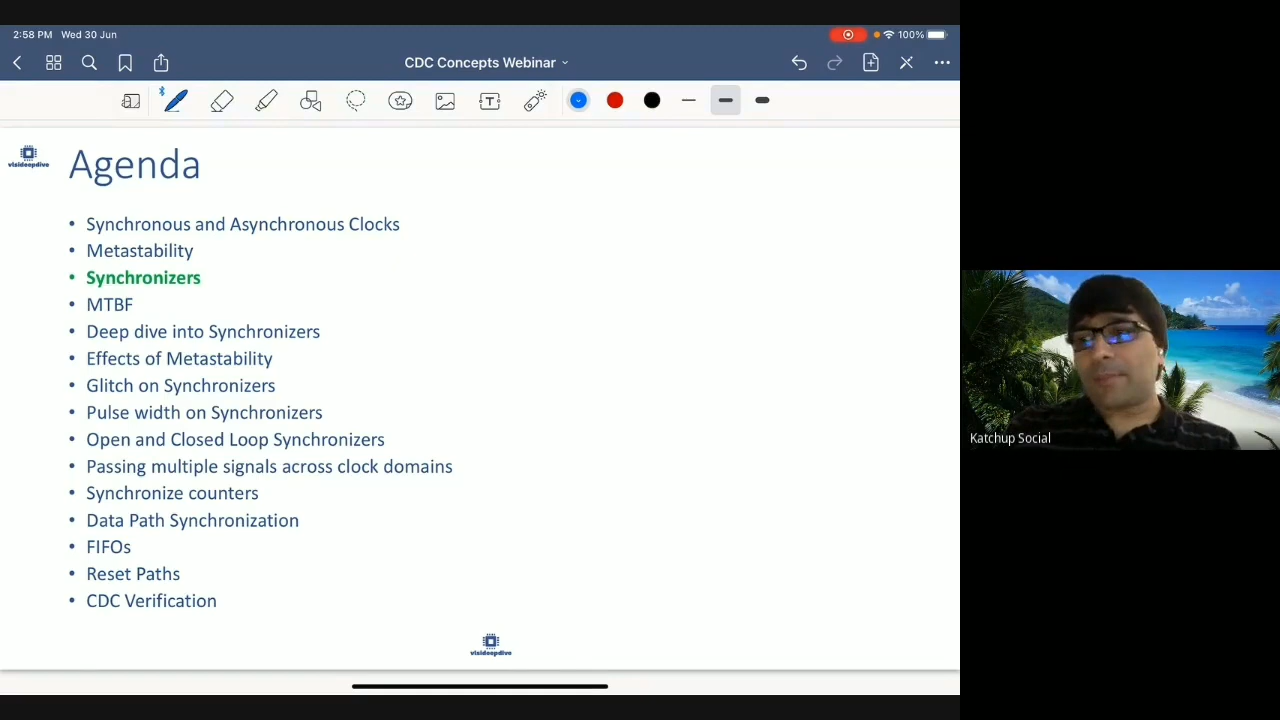 2:58 PM Wed 30 Jun
100%
CDC Concepts Webinar
vlsideepdive
Agenda
• Synchronous and Asynchronous Clocks
• Metastability
• Synchronizers
• MTBF
• Deep dive into Synchronizers
• Effects of Metastability
• Glitch on Synchronizers
• Pulse width on Synchronizers
• Open and Closed Loop Synchronizers
• Passing multiple signals across clock domains
• Synchronize counters
• Data Path Synchronization
• FIFOs
• Reset Paths
• CDC Verification
vlsideepdive
Katchup Social